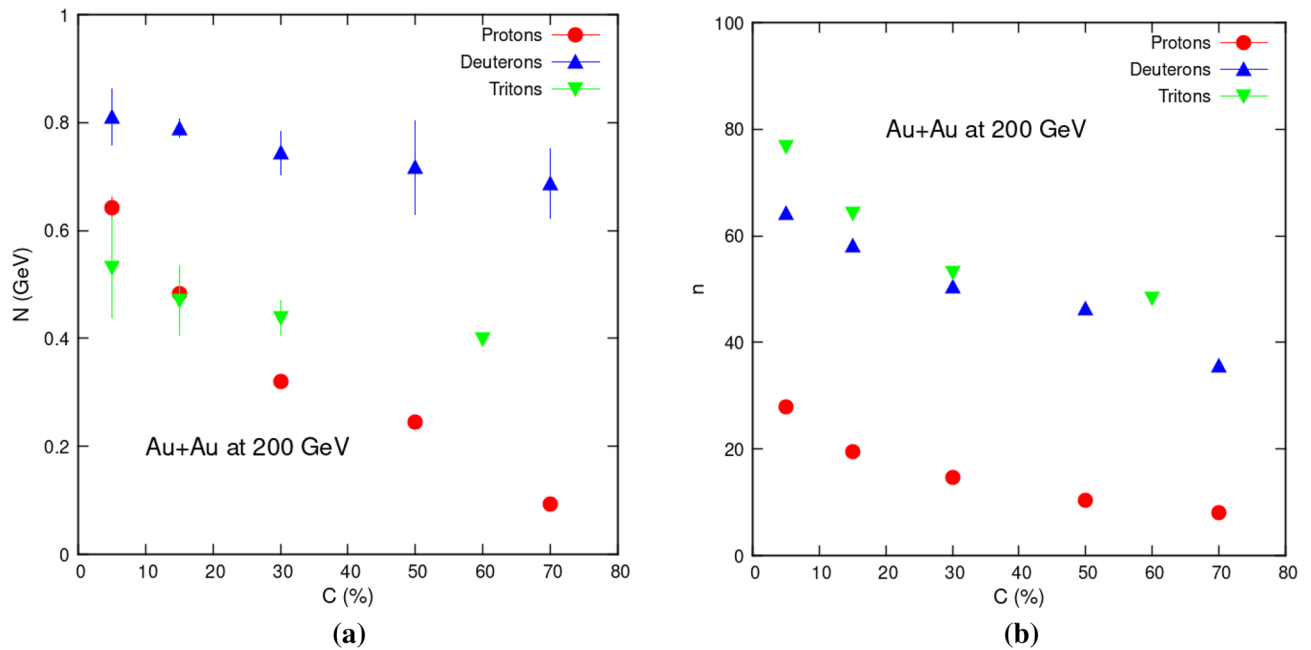 1
0.8
0.6
0.4
0.2
0
N (GeV)
Protons
Deuterons
Tritons
Au+Au at 200 GeV
0 10 20 30 40 50 60 70 80
C (%)
(a)
100
80
60
40
20
0
n
Protons
Deuterons
Tritons
Au+Au at 200 GeV
0 10 20 30 40 50 60 70 80
C (%)
(b)